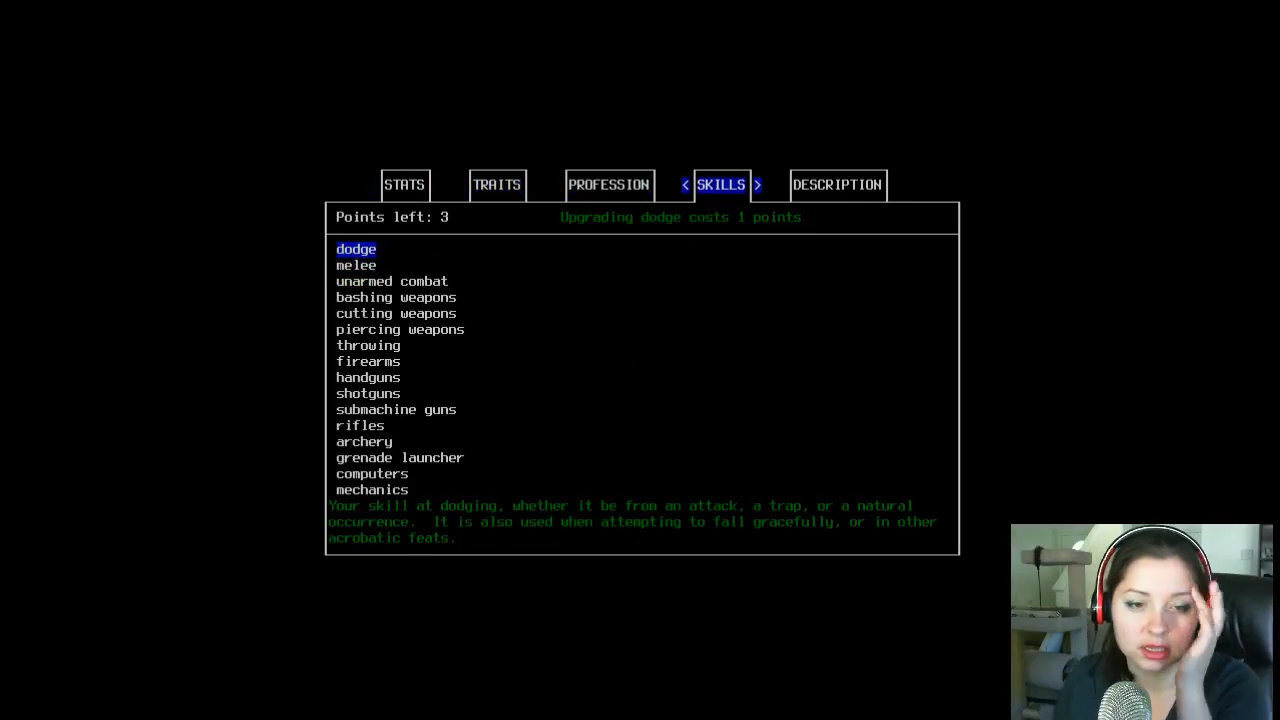 STATS TRAITS PROFESSION < SKILLS > DESCRIPTION
Points left: 3 Upgrading dodge costs 1 points
dodge
melee
unarmed combat
bashing weapons
cutting weapons
piercing weapons
throwing
firearms
handguns
shotguns
submachine guns
rifles
archery
grenade launcher
computers
mechanics
Your skill at dodging, whether it be from an attack, a trap, or a natural
occurrence. It is also used when attempting to fall gracefully, or in other
acrobatic feats.